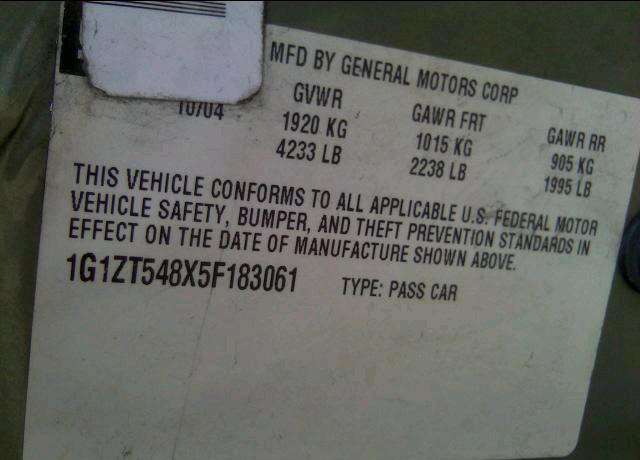 MFD BY GENERAL MOTORS CORP
10/04 GVWR GAWR FRT GAWR RR
1920 KG 1015 KG 905 KG
4233 LB 2238 LB 1995 LB
THIS VEHICLE CONFORMS TO ALL APPLICABLE U.S. FEDERAL MOTOR
VEHICLE SAFETY, BUMPER, AND THEFT PREVENTION STANDARDS IN
EFFECT ON THE DATE OF MANUFACTURE SHOWN ABOVE.
1G1ZT548X5F183061 TYPE: PASS CAR